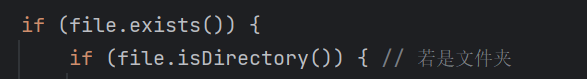 if (file.exists()) {
if (file.isDirectory()) { // 若是文件夹